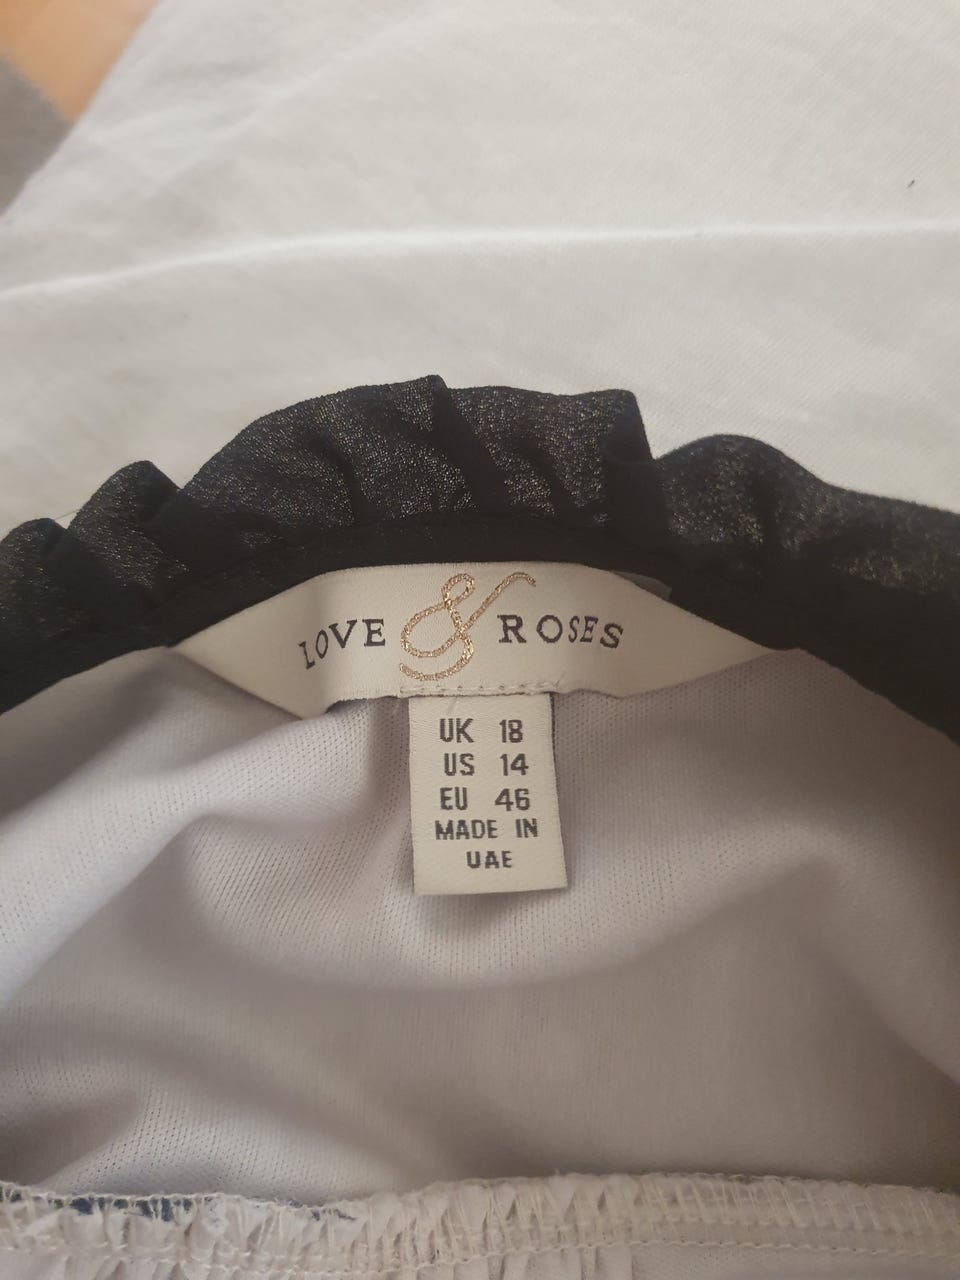 LOVE & ROSES
UK 18
US 14
EU 46
MADE IN
UAE